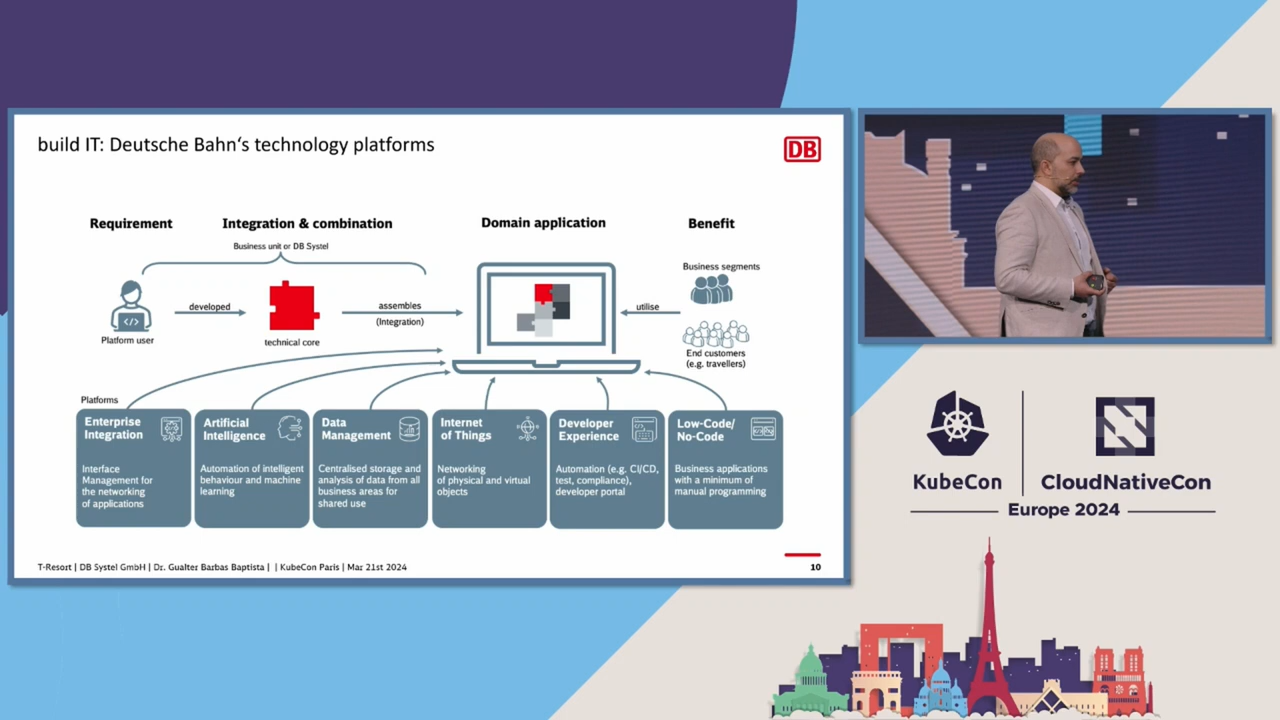 build IT: Deutsche Bahn‘s technology platforms
DB
Requirement
Integration & combination
Domain application
Benefit
Business unit or DB Systel
Business segments
developed
assemblies
(Integration)
utilise
Platform user
technical core
End customers
(e.g. travellers)
Platforms
Enterprise
Integration
Interface
Management for
the networking
of applications
Artificial
Intelligence
Automation of intelligent
behaviour and machine
learning
Data
Management
Centralised storage and
analysis of data from all
business areas for
shared use
Internet
of Things
Networking
of physical and virtual
objects
Developer
Experience
Automation (e.g. CI/CD,
test, compliance),
developer portal
Low-Code/
No-Code
Business applications
with a minimum of
manual programming
T-Resort | DB Systel GmbH | Dr. Gualter Barbas Baptista | | KubeCon Paris | Mar 21st 2024
10
KubeCon
CloudNativeCon
Europe 2024